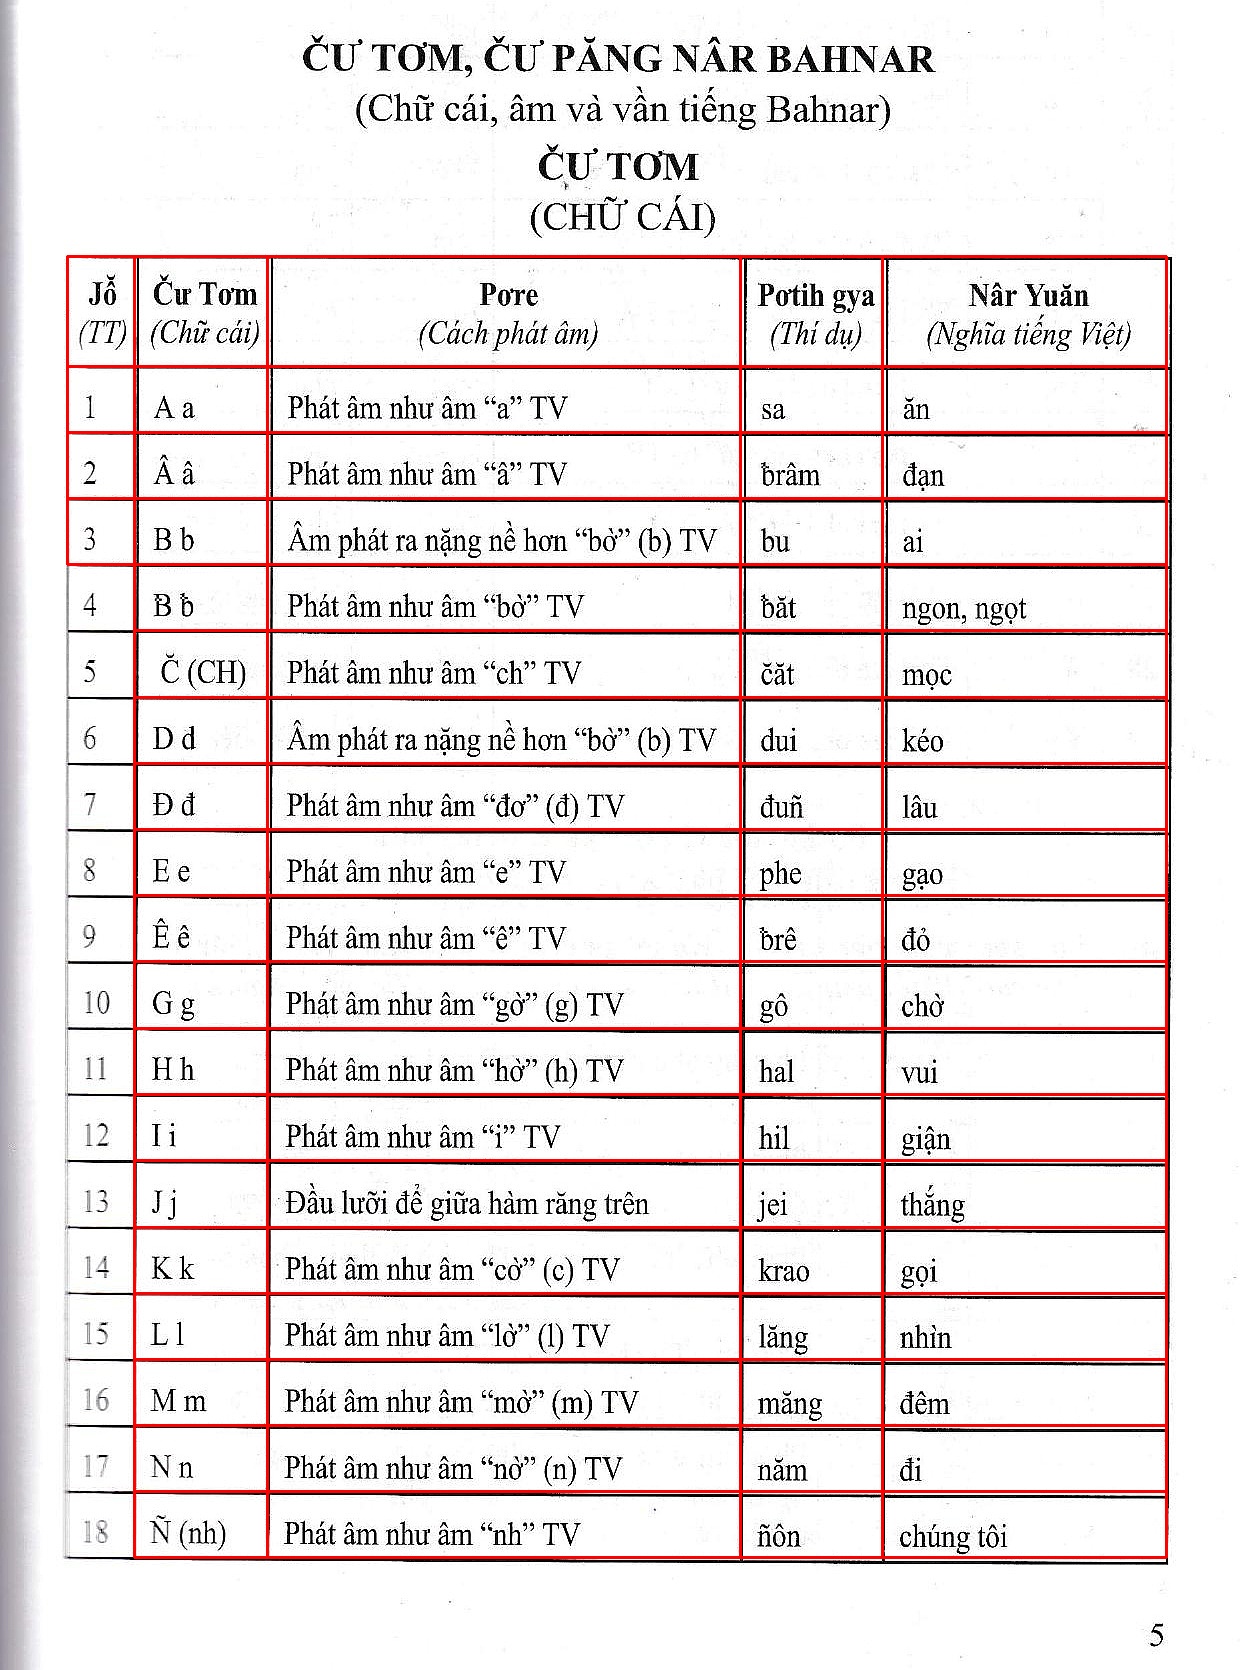 ČƯ TƠM, ČƯ PĂNG NÂR BAHNAR
(Chữ cái, âm và vần tiếng Bahnar)
ČƯ TƠM
(CHỮ CÁI)
Jỗ Čư Tơm Pơre Pơtih gya Nâr Yuăn
(TT) (Chữ cái) (Cách phát âm) (Thí dụ) (Nghĩa tiếng Việt)
1 A a Phát âm như âm “a” TV sa ăn
2 Â â Phát âm như âm “â” TV ƀrâm đạn
3 B b Âm phát ra nặng nề hơn “bờ” (b) TV bu ai
4 Ƀ ƀ Phát âm như âm “bờ” TV ƀăt ngon, ngọt
5 Č (CH) Phát âm như âm “ch” TV čăt mọc
6 D d Âm phát ra nặng nề hơn “bờ” (b) TV dui kéo
7 Đ đ Phát âm như âm “đơ” (đ) TV đuñ lâu
8 E e Phát âm như âm “e” TV phe gạo
9 Ê ê Phát âm như âm “ê” TV ƀrê đỏ
10 G g Phát âm như âm “gờ” (g) TV gô chờ
11 H h Phát âm như âm “hờ” (h) TV hal vui
12 I i Phát âm như âm “i” TV hil giận
13 J j Đầu lưỡi để giữa hàm răng trên jei thắng
14 K k Phát âm như âm “cờ” (c) TV krao gọi
15 L l Phát âm như âm “lờ” (l) TV lăng nhìn
16 M m Phát âm như âm “mờ” (m) TV măng đêm
17 N n Phát âm như âm “nờ” (n) TV năm đi
18 Ñ (nh) Phát âm như âm “nh” TV ñôn chúng tôi
5